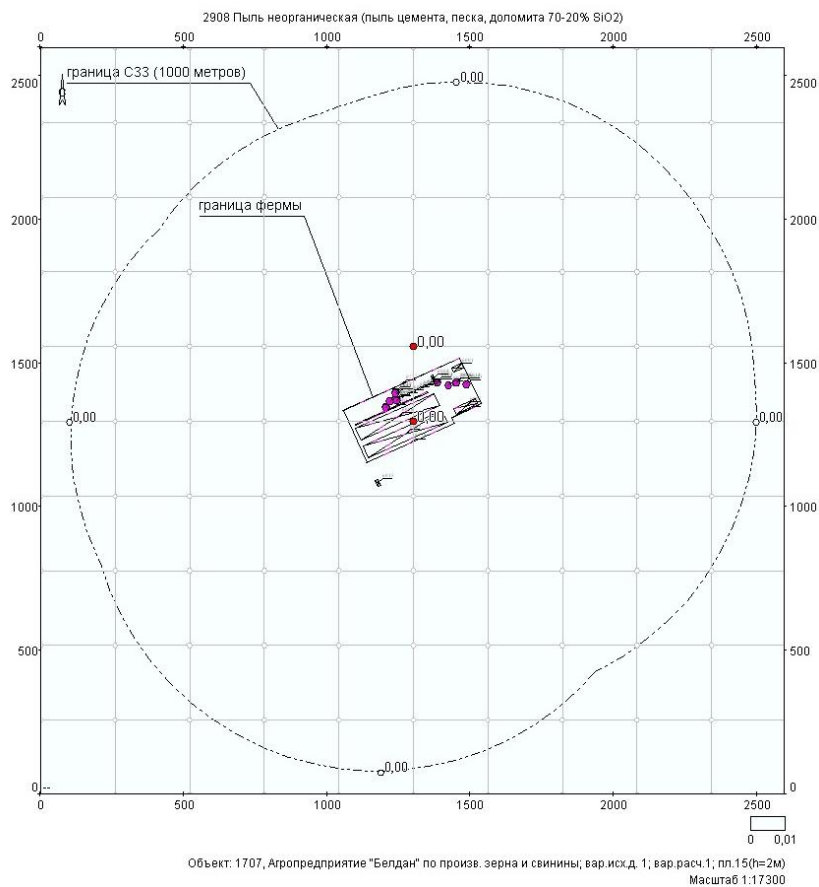 2908 Пыль неорганическая (пыль цемента, песка, доломита 70-20% SiO2)
0 500 1000 1500 2000 2500
2500 граница СЗЗ (1000 метров) 0,00 2500
2000 граница фермы 2000
0,00
1500 1500
0,00 0,00 0,00
1000 1000
500 500
0,00
0 0
0 500 1000 1500 2000 2500
0 0,01
Объект: 1707, Агропредприятие "Белдан" по произв. зерна и свинины; вар.исх.д. 1; вар.расч.1; пл.15(h=2м)
Масштаб 1:17300